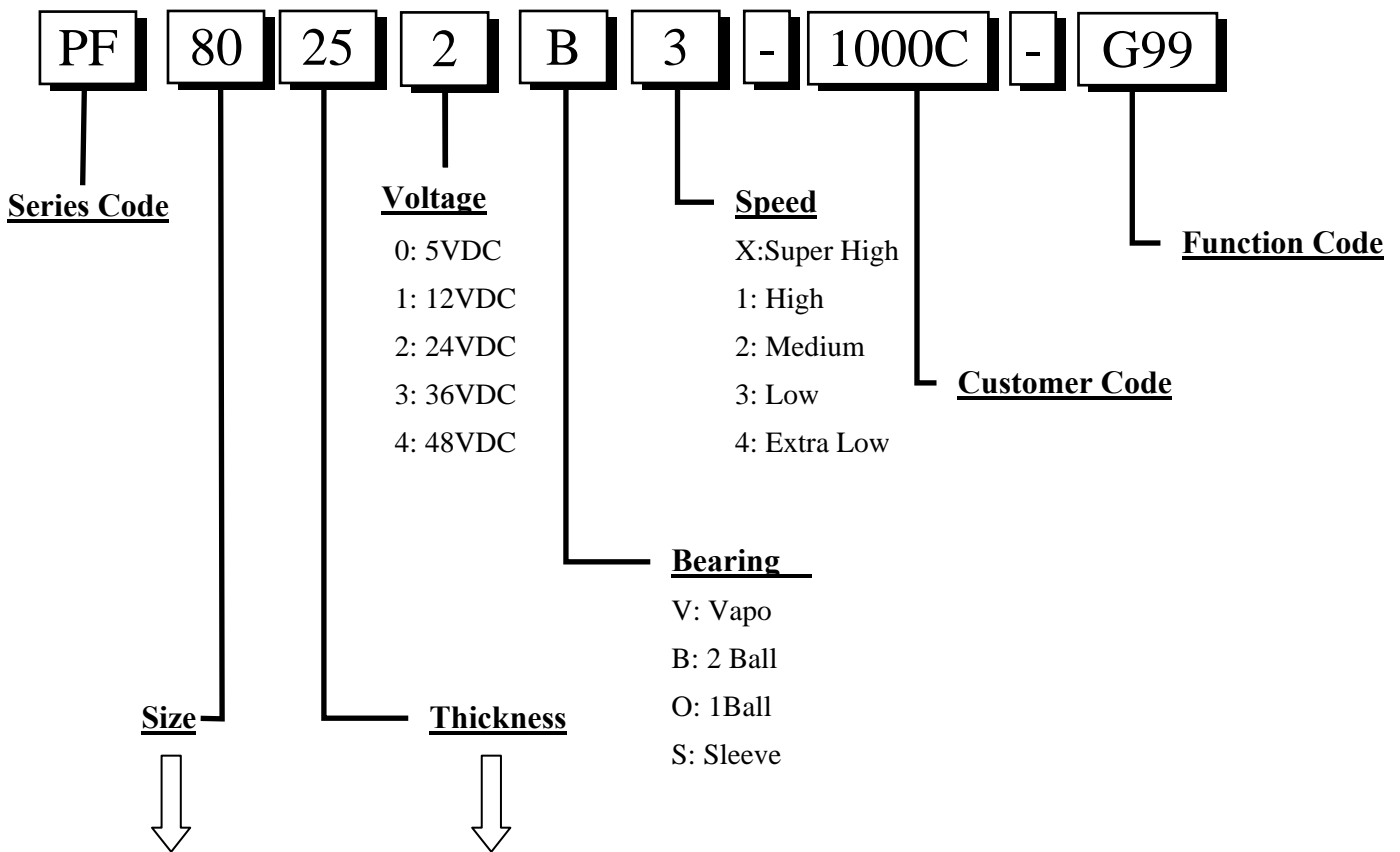 PF 80 25 2 B 3 - 1000C - G99
Series Code
Voltage
0: 5VDC
1: 12VDC
2: 24VDC
3: 36VDC
4: 48VDC
Speed
X:Super High
1: High
2: Medium
3: Low
4: Extra Low
Function Code
Customer Code
Bearing
V: Vapo
B: 2 Ball
O: 1Ball
S: Sleeve
Size
Thickness